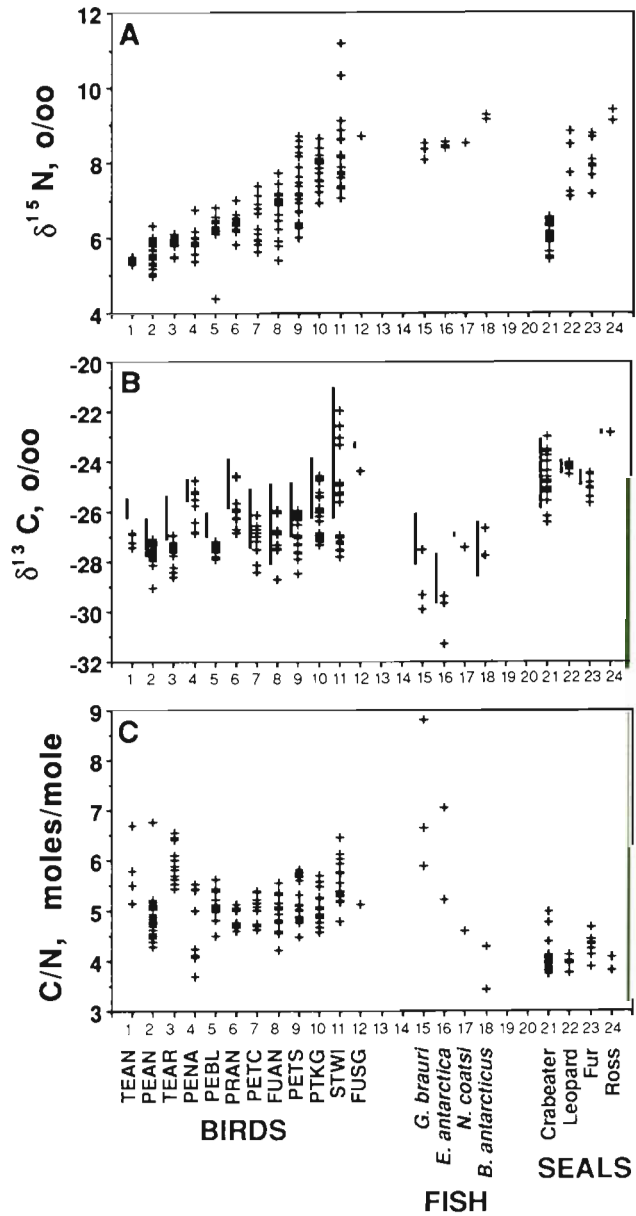 A
δ15N, o/oo
12
10
8
6
4
1 2 3 4 5 6 7 8 9 10 11 12 13 14 15 16 17 18 19 20 21 22 23 24
B
δ13C, o/oo
-20
-22
-24
-26
-28
-30
-32
1 2 3 4 5 6 7 8 9 10 11 12 13 14 15 16 17 18 19 20 21 22 23 24
C
C/N, moles/mole
9
8
7
6
5
4
3
1 2 3 4 5 6 7 8 9 10 11 12 13 14 15 16 17 18 19 20 21 22 23 24
TEAN
PEAN
TEAR
PENA
PEBL
PRAN
PETC
FUAN
PETS
PTKG
STWI
FUSG
G. brauri
E. antarctica
N. coatsi
B. antarcticus
Crabeater
Leopard
Fur
Ross
BIRDS
FISH
SEALS